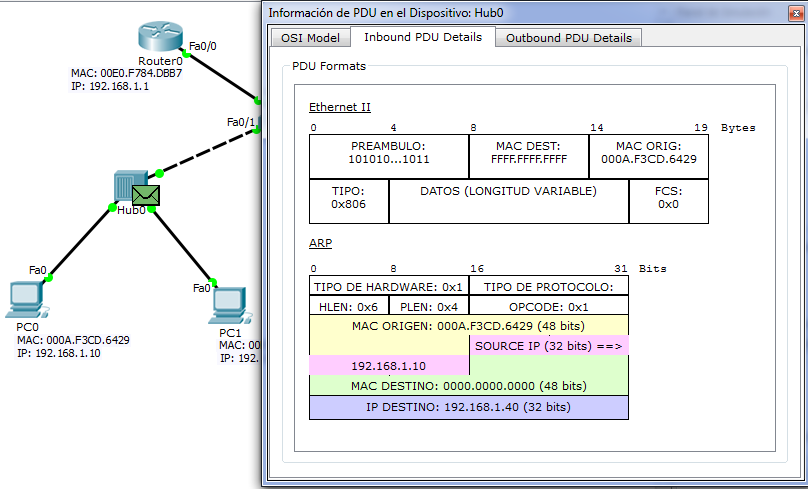 Información de PDU en el Dispositivo: Hub0
OSI Model
Inbound PDU Details
Outbound PDU Details
PDU Formats
Ethernet II
0 4 8 14 19 Bytes
PREAMBULO:
101010...1011
MAC DEST:
FFFF.FFFF.FFFF
MAC ORIG:
000A.F3CD.6429
TIPO:
0x806
DATOS (LONGITUD VARIABLE)
FCS:
0x0
ARP
0 8 16 31 Bits
TIPO DE HARDWARE: 0x1
TIPO DE PROTOCOLO:
HLEN: 0x6
PLEN: 0x4
OPCODE: 0x1
MAC ORIGEN: 000A.F3CD.6429 (48 bits)
SOURCE IP (32 bits) ==>
192.168.1.10
MAC DESTINO: 0000.0000.0000 (48 bits)
IP DESTINO: 192.168.1.40 (32 bits)
Fa0/0
Router0
MAC: 00E0.F784.DBB7
IP: 192.168.1.1
Fa0/1
Hub0
Fa0
PC0
MAC: 000A.F3CD.6429
IP: 192.168.1.10
Fa0
PC1
MAC: 00
IP: 192.